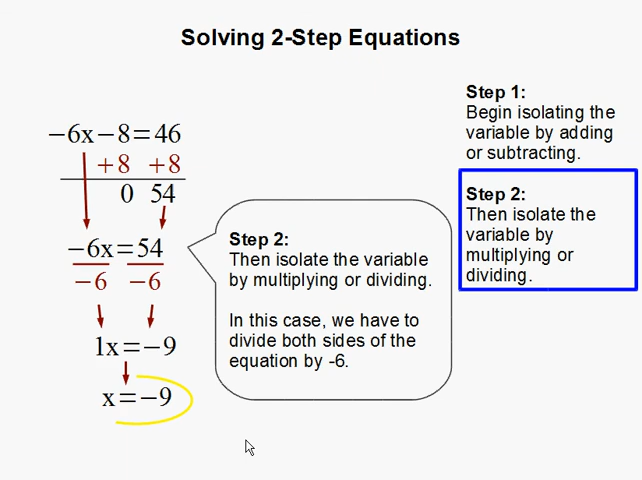 Solving 2-Step Equations
−6x−8=46
+8 +8
0 54
−6x=54
−6 −6
1x=−9
x=−9
Step 2:
Then isolate the variable
by multiplying or dividing.
In this case, we have to
divide both sides of the
equation by -6.
Step 1:
Begin isolating the
variable by adding
or subtracting.
Step 2:
Then isolate the
variable by
multiplying or
dividing.